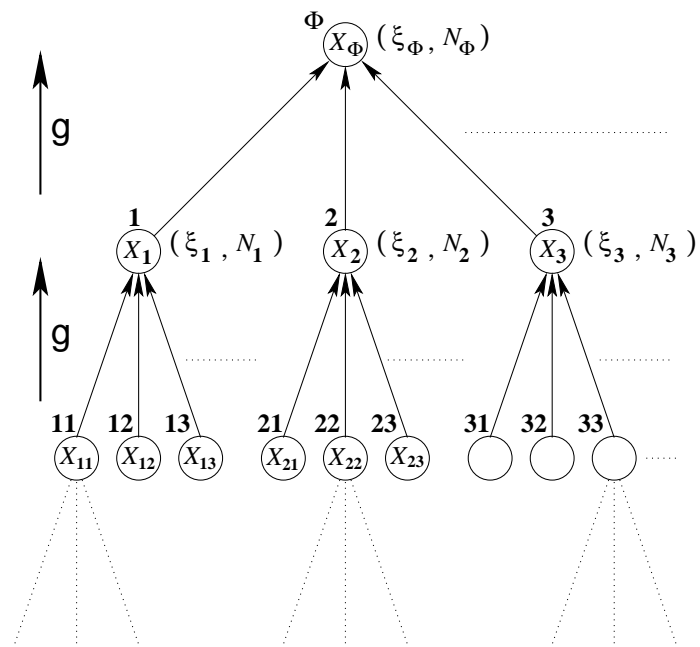 Φ
X_Φ (ξ_Φ , N_Φ)
g
1 2 3
X_1 (ξ_1 , N_1) X_2 (ξ_2 , N_2) X_3 (ξ_3 , N_3)
g
11 12 13 21 22 23 31 32 33
X_11 X_12 X_13 X_21 X_22 X_23